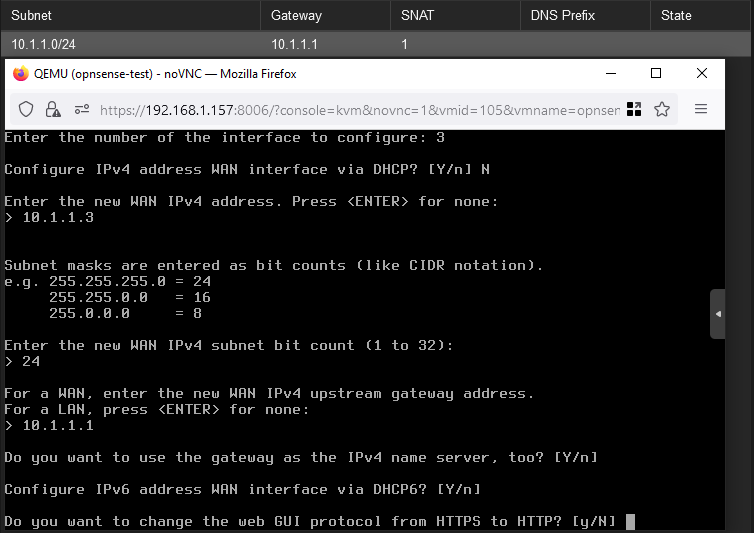 Subnet Gateway SNAT DNS Prefix State
10.1.1.0/24 10.1.1.1 1
QEMU (opnsense-test) - noVNC — Mozilla Firefox
https://192.168.1.157:8006/?console=kvm&novnc=1&vmid=105&vmname=opnsen
Enter the number of the interface to configure: 3
Configure IPv4 address WAN interface via DHCP? [Y/n] N
Enter the new WAN IPv4 address. Press <ENTER> for none:
> 10.1.1.3
Subnet masks are entered as bit counts (like CIDR notation).
e.g. 255.255.255.0 = 24
255.255.0.0 = 16
255.0.0.0 = 8
Enter the new WAN IPv4 subnet bit count (1 to 32):
> 24
For a WAN, enter the new WAN IPv4 upstream gateway address.
For a LAN, press <ENTER> for none:
> 10.1.1.1
Do you want to use the gateway as the IPv4 name server, too? [Y/n]
Configure IPv6 address WAN interface via DHCP6? [Y/n]
Do you want to change the web GUI protocol from HTTPS to HTTP? [y/N]